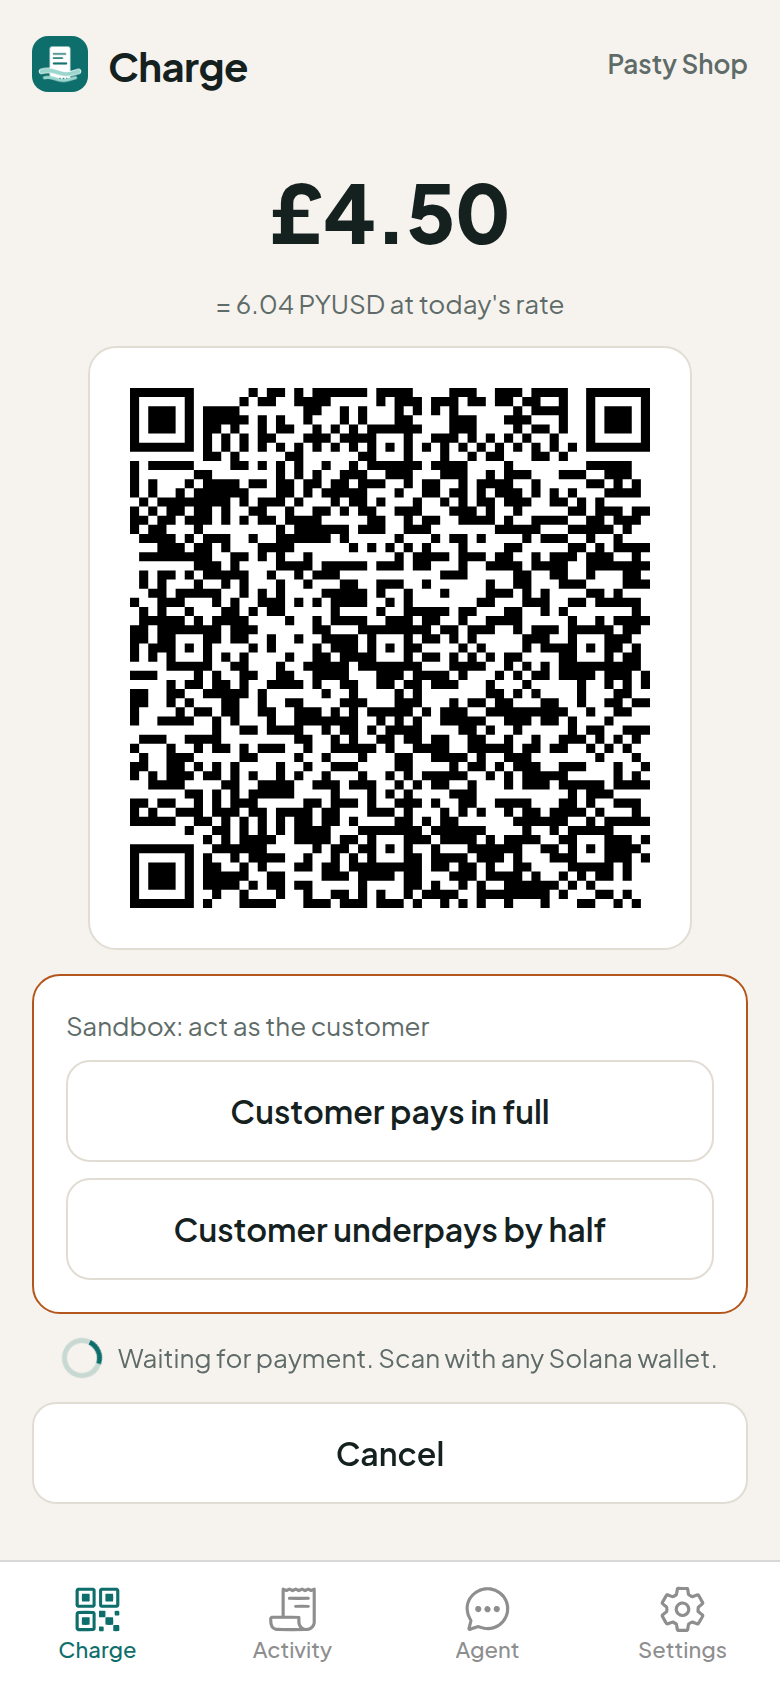 Charge
Pasty Shop
£4.50
= 6.04 PYUSD at today's rate
Sandbox: act as the customer
Customer pays in full
Customer underpays by half
Waiting for payment. Scan with any Solana wallet.
Cancel
Charge
Activity
Agent
Settings